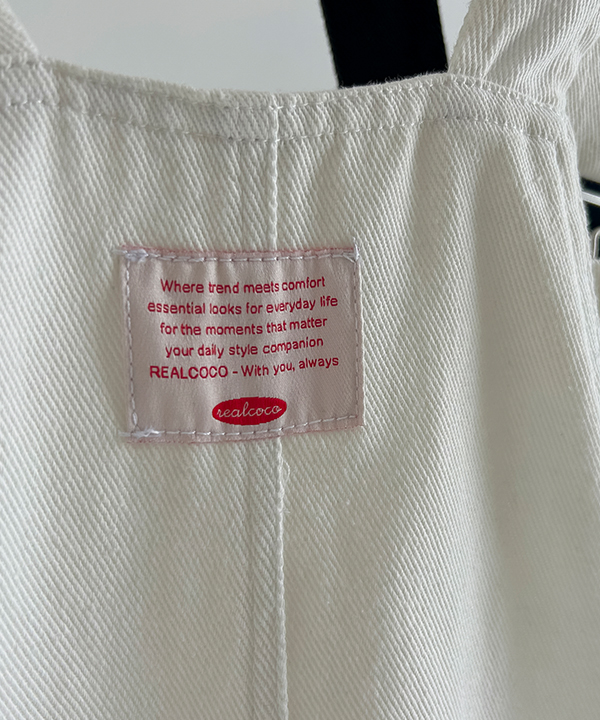 Where trend meets comfort
essential looks for everyday life
for the moments that matter
your daily style companion
REALCOCO - With you, always
realcoco